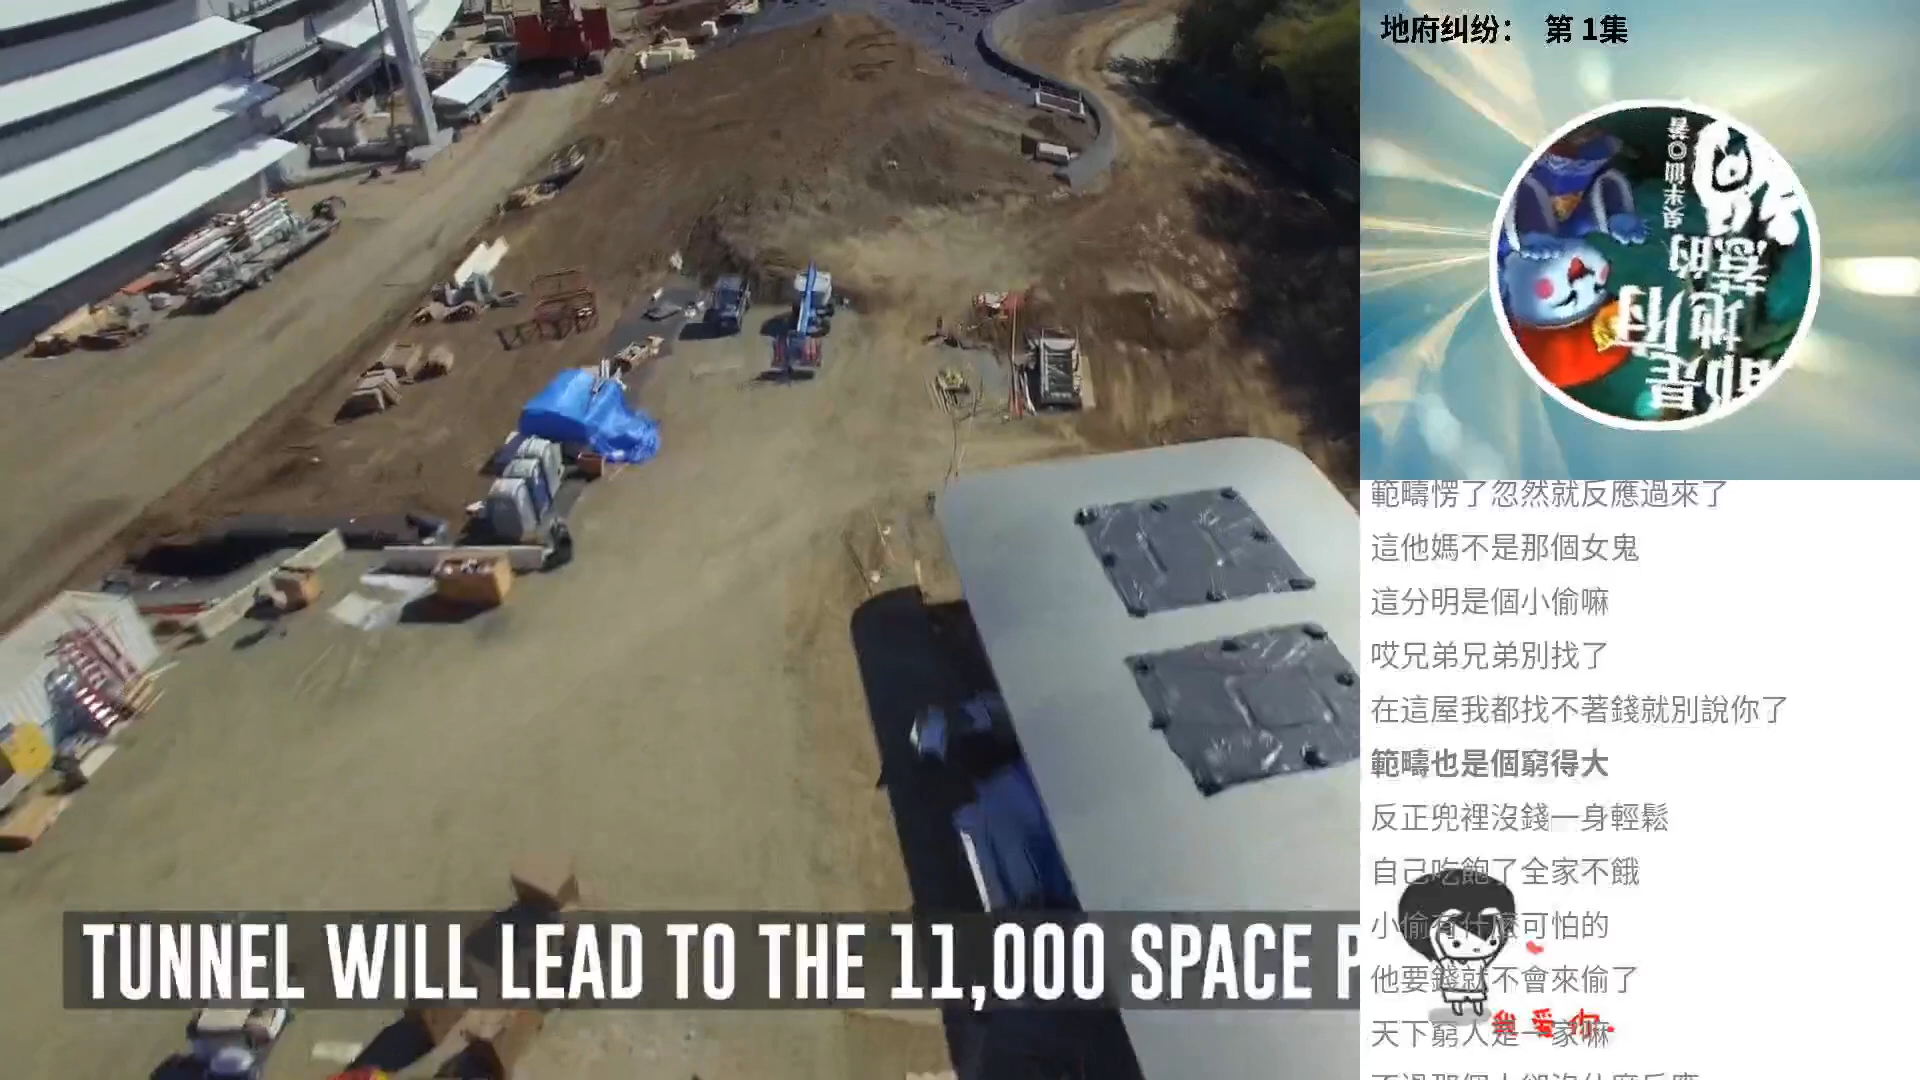 地府纠纷： 第 1集
TUNNEL WILL LEAD TO THE 11,000 SPACE P
範疇愣了忽然就反應過來了
這他媽不是那個女鬼
這分明是個小偷嘛
哎兄弟兄弟別找了
在這屋我都找不著錢就別說你了
範疇也是個窮得大
反正兜裡沒錢一身輕鬆
自己吃飽了全家不餓
小偷有什麼可怕的
他要錢就不會來偷了
天下窮人是一家嘛
我爱你.